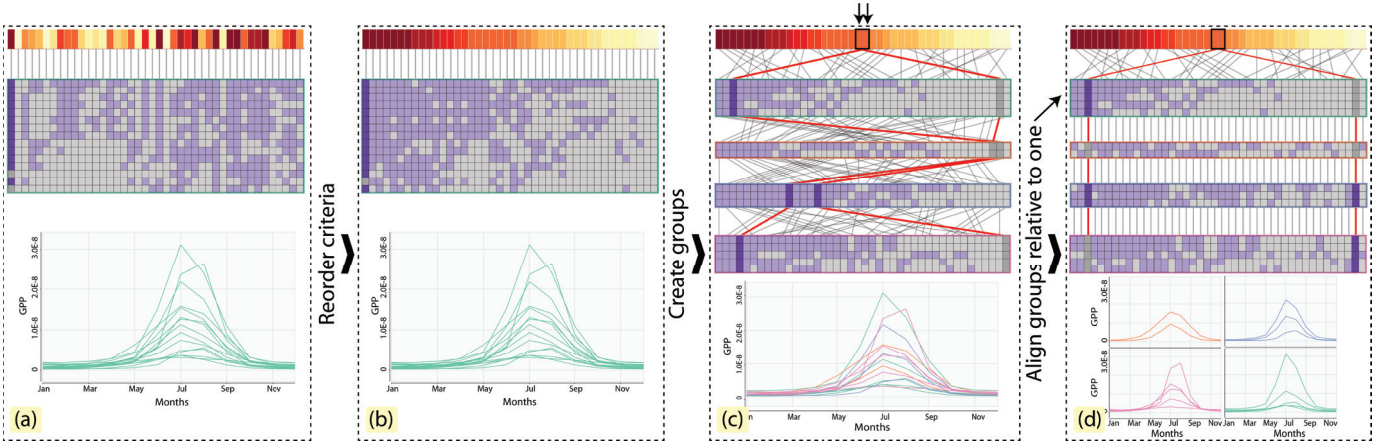 3.0E-8
2.0E-8
1.0E-8
0
GPP
Jan Mar May Jul Sep Nov
Months
(a)
Reorder criteria
3.0E-8
2.0E-8
1.0E-8
0
GPP
Jan Mar May Jul Sep Nov
Months
(b)
Create groups
3.0E-8
2.0E-8
1.0E-8
0
GPP
Jan Mar May Jul Sep Nov
Months
(c)
Align groups relative to one
3.0E-8
0
GPP
3.0E-8
0
GPP
Jan Mar May Jul Sep Nov
Jan Mar May Jul Sep Nov
Months
(d)